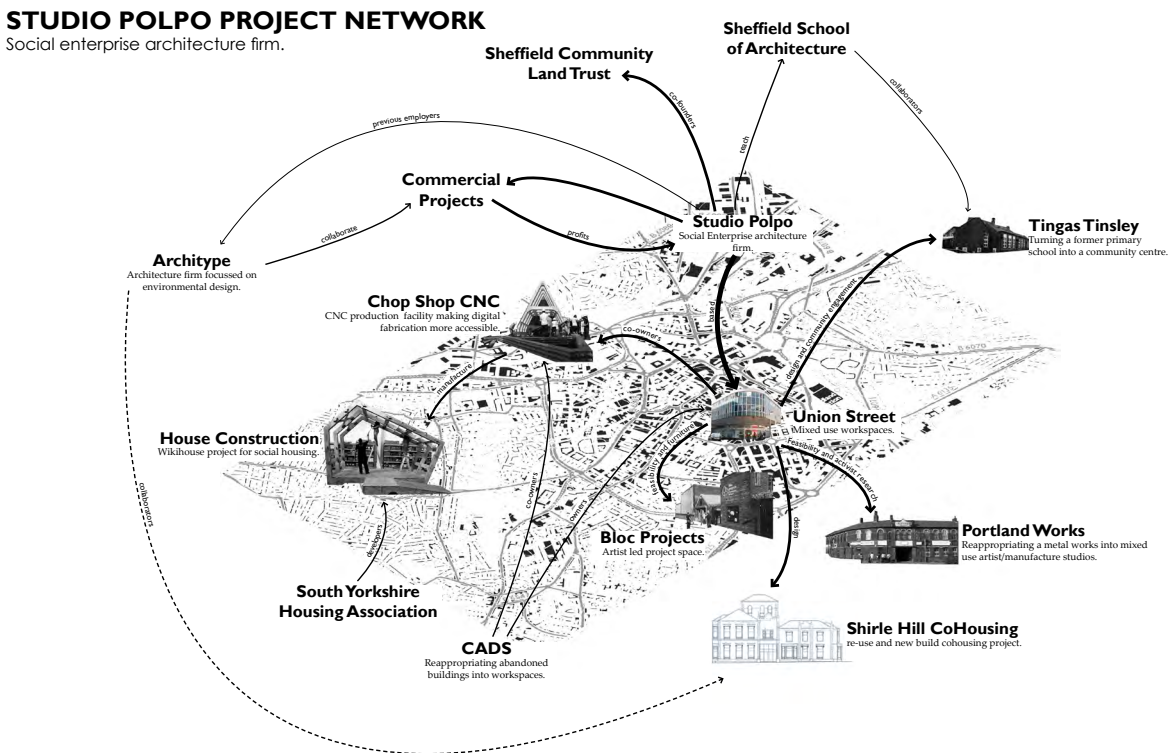 STUDIO POLPO PROJECT NETWORK
Social enterprise architecture firm.
Sheffield School
of Architecture
Sheffield Community
Land Trust
co-founders
teach
collaborators
previous employers
Commercial
Projects
collaborate
profits
Studio Polpo
Social Enterprise architecture
firm.
Tingas Tinsley
Turning a former primary
school into a community centre.
Architype
Architecture firm focussed on
environmental design.
Chop Shop CNC
CNC production facility making digital
fabrication more accessible.
co-owners
based
design and community engagement
B 6070
manufacture
Union Street
Mixed use workspaces.
House Construction
Wikihouse project for social housing.
feasibility and furniture
Feasibility and activist research
collaborators
co-owners
owners
design
developers
Bloc Projects
Artist led project space.
Portland Works
Reappropriating a metal works into mixed
use artist/manufacture studios.
South Yorkshire
Housing Association
CADS
Reappropriating abandoned
buildings into workspaces.
Shirle Hill CoHousing
re-use and new build cohousing project.